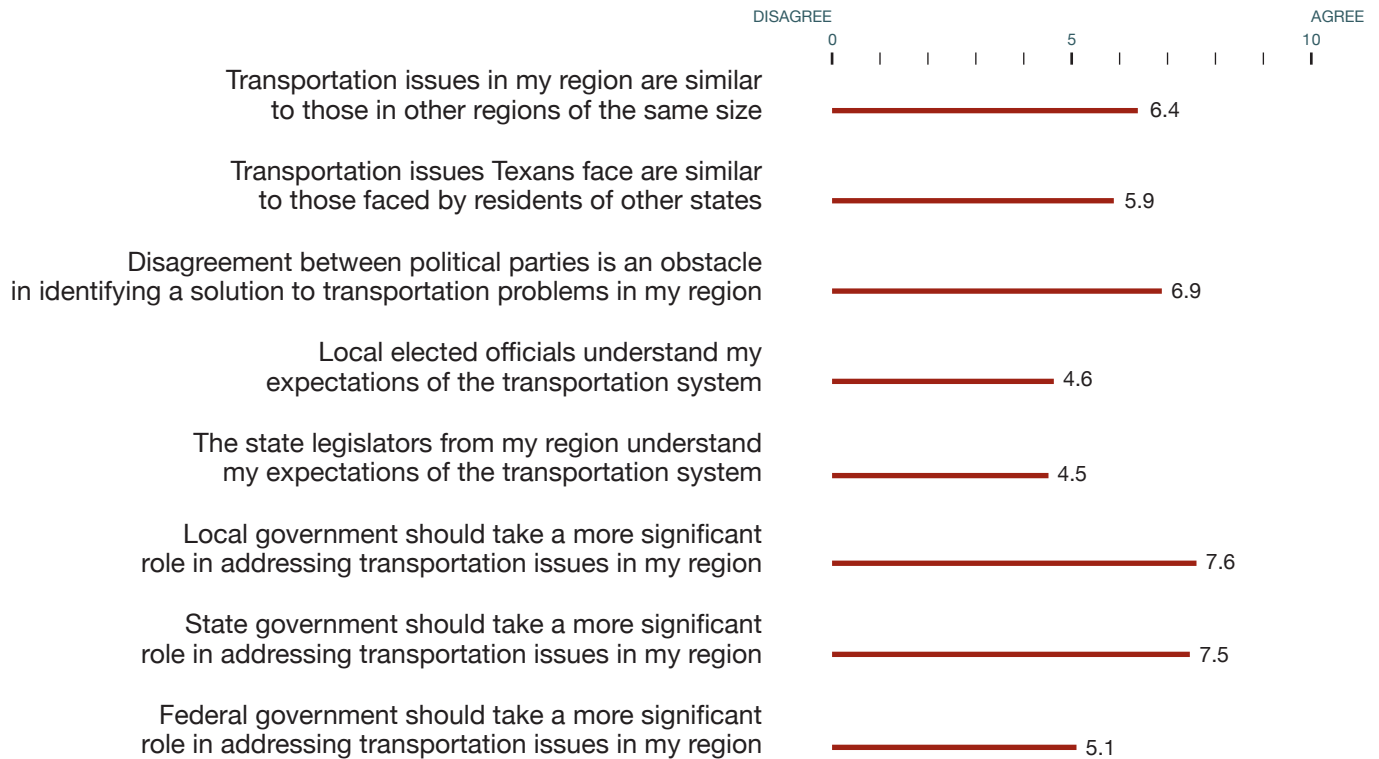 DISAGREE AGREE
0 5 10
Transportation issues in my region are similar
to those in other regions of the same size
6.4
Transportation issues Texans face are similar
to those faced by residents of other states
5.9
Disagreement between political parties is an obstacle
in identifying a solution to transportation problems in my region
6.9
Local elected officials understand my
expectations of the transportation system
4.6
The state legislators from my region understand
my expectations of the transportation system
4.5
Local government should take a more significant
role in addressing transportation issues in my region
7.6
State government should take a more significant
role in addressing transportation issues in my region
7.5
Federal government should take a more significant
role in addressing transportation issues in my region
5.1